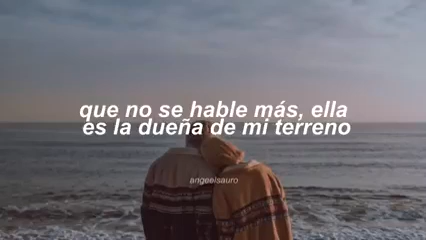 que no se hable más, ella
es la dueña de mi terreno
angeelsauro